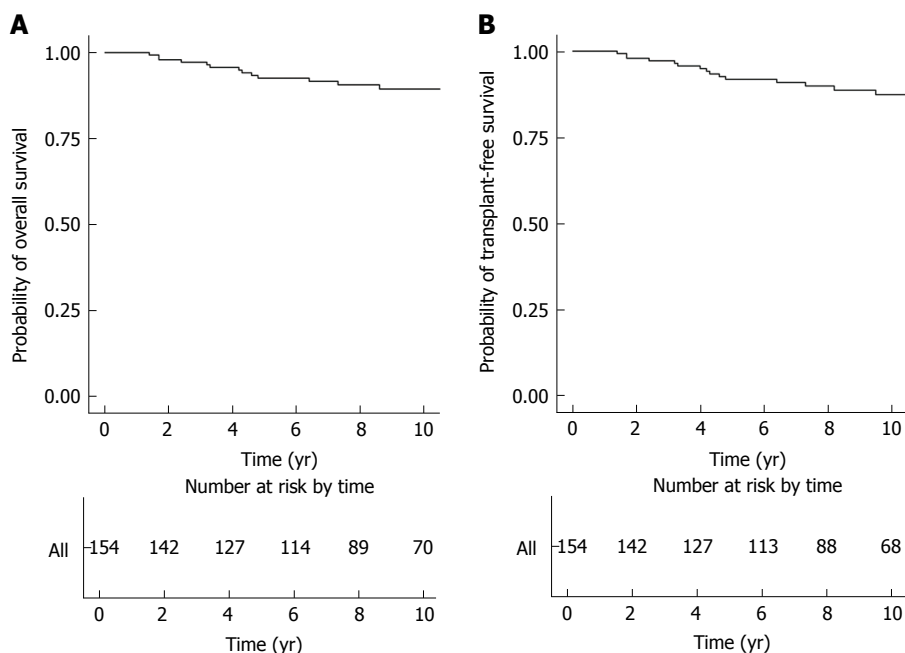 A
Probability of overall survival
1.00
0.75
0.50
0.25
0.00
0 2 4 6 8 10
Time (yr)
Number at risk by time
All
154 142 127 114 89 70
0 2 4 6 8 10
Time (yr)
B
Probability of transplant-free survival
1.00
0.75
0.50
0.25
0.00
0 2 4 6 8 10
Time (yr)
Number at risk by time
All
154 142 127 113 88 68
0 2 4 6 8 10
Time (yr)